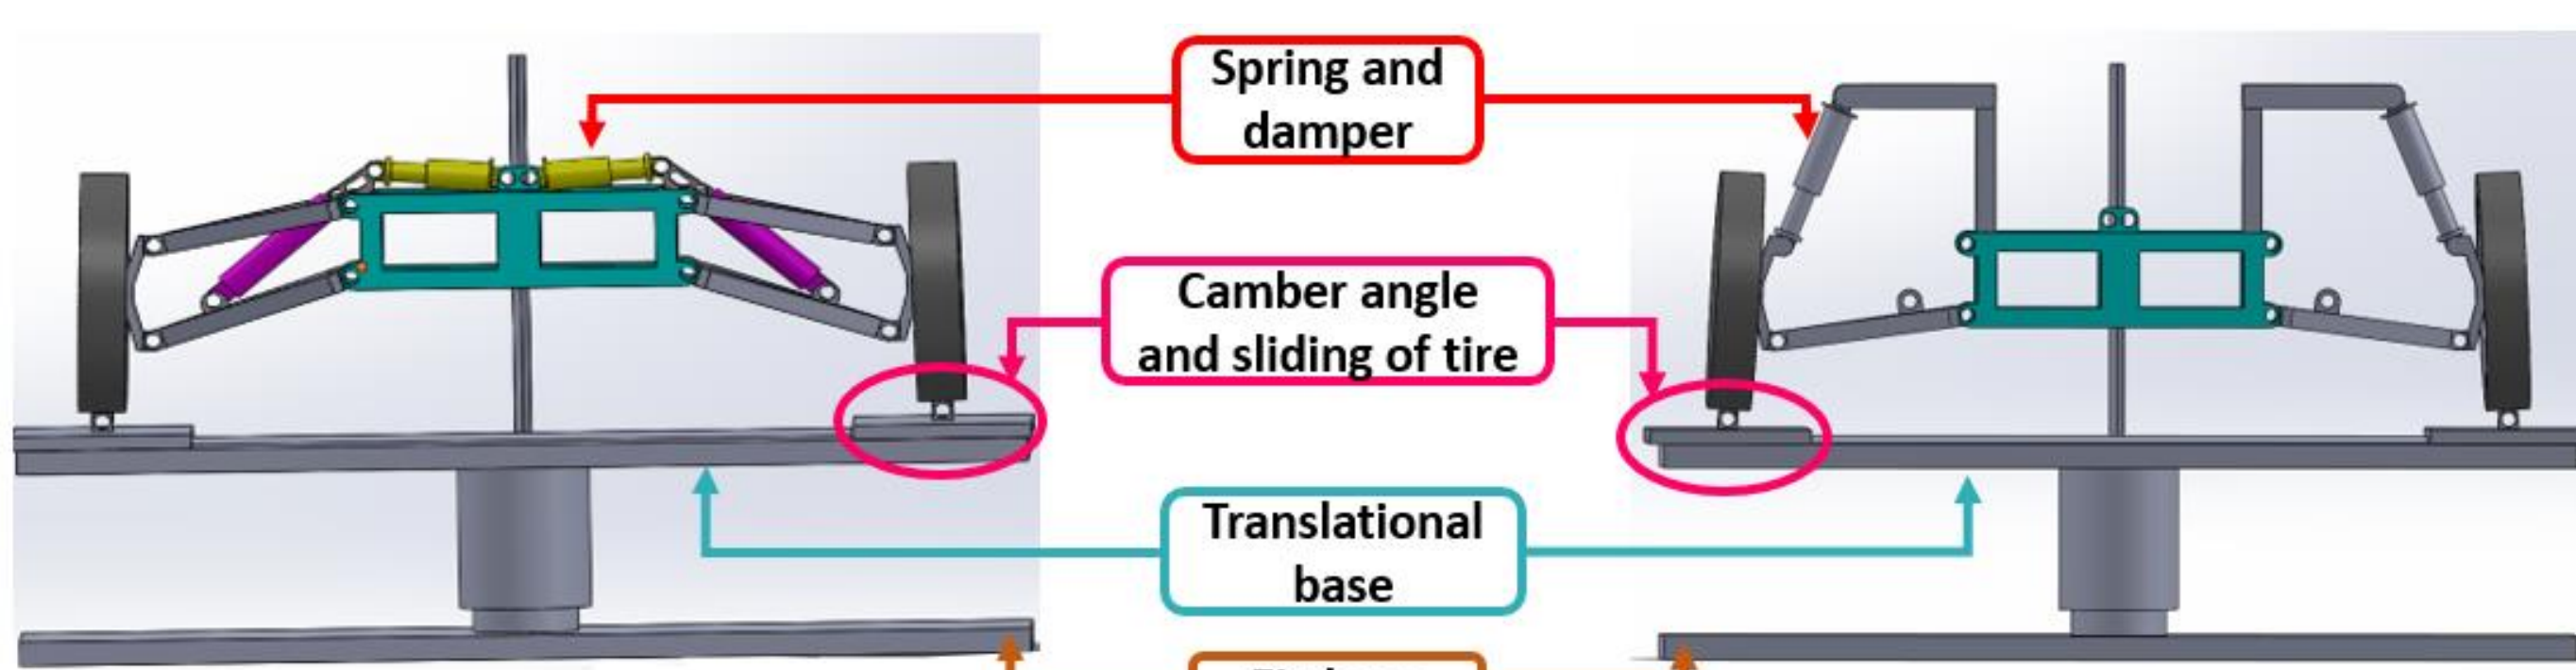 Spring and
damper
Camber angle
and sliding of tire
Translational
base